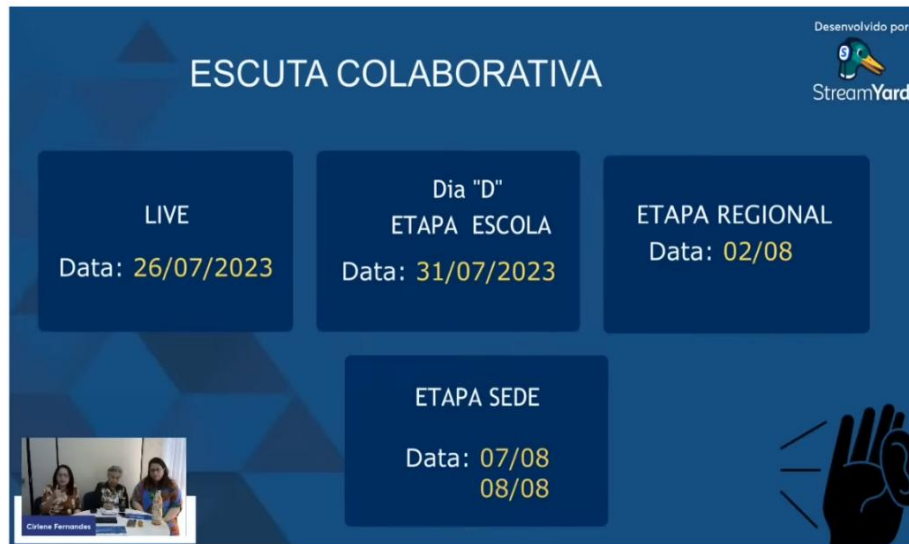 Desenvolvido por
StreamYard
ESCUTA COLABORATIVA
LIVE
Data: 26/07/2023
Dia "D"
ETAPA ESCOLA
Data: 31/07/2023
ETAPA REGIONAL
Data: 02/08
ETAPA SEDE
Data: 07/08
08/08
Cirlene Fernandes